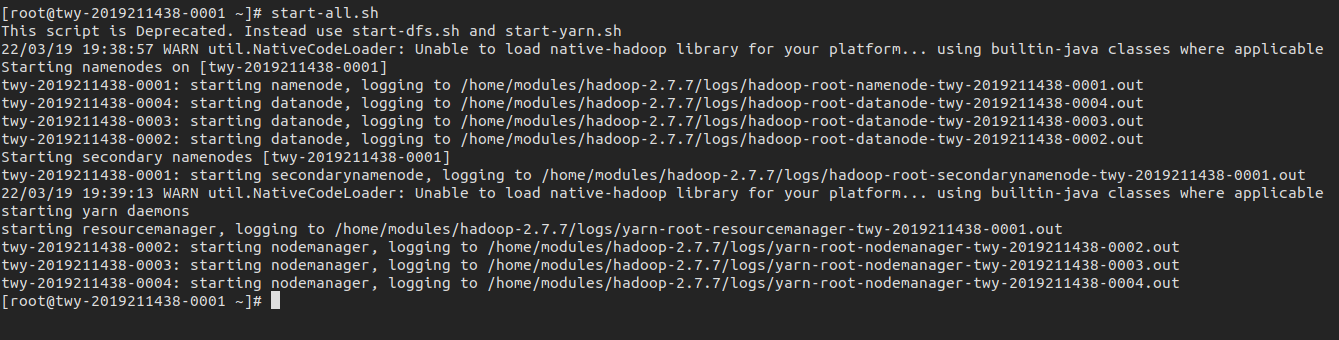 [root@twy-2019211438-0001 ~]# start-all.sh
This script is Deprecated. Instead use start-dfs.sh and start-yarn.sh
22/03/19 19:38:57 WARN util.NativeCodeLoader: Unable to load native-hadoop library for your platform... using builtin-java classes where applicable
Starting namenodes on [twy-2019211438-0001]
twy-2019211438-0001: starting namenode, logging to /home/modules/hadoop-2.7.7/logs/hadoop-root-namenode-twy-2019211438-0001.out
twy-2019211438-0004: starting datanode, logging to /home/modules/hadoop-2.7.7/logs/hadoop-root-datanode-twy-2019211438-0004.out
twy-2019211438-0003: starting datanode, logging to /home/modules/hadoop-2.7.7/logs/hadoop-root-datanode-twy-2019211438-0003.out
twy-2019211438-0002: starting datanode, logging to /home/modules/hadoop-2.7.7/logs/hadoop-root-datanode-twy-2019211438-0002.out
Starting secondary namenodes [twy-2019211438-0001]
twy-2019211438-0001: starting secondarynamenode, logging to /home/modules/hadoop-2.7.7/logs/hadoop-root-secondarynamenode-twy-2019211438-0001.out
22/03/19 19:39:13 WARN util.NativeCodeLoader: Unable to load native-hadoop library for your platform... using builtin-java classes where applicable
starting yarn daemons
starting resourcemanager, logging to /home/modules/hadoop-2.7.7/logs/yarn-root-resourcemanager-twy-2019211438-0001.out
twy-2019211438-0002: starting nodemanager, logging to /home/modules/hadoop-2.7.7/logs/yarn-root-nodemanager-twy-2019211438-0002.out
twy-2019211438-0003: starting nodemanager, logging to /home/modules/hadoop-2.7.7/logs/yarn-root-nodemanager-twy-2019211438-0003.out
twy-2019211438-0004: starting nodemanager, logging to /home/modules/hadoop-2.7.7/logs/yarn-root-nodemanager-twy-2019211438-0004.out
[root@twy-2019211438-0001 ~]#